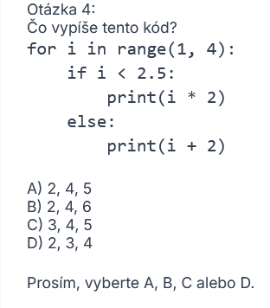 Otázka 4:
Čo vypíše tento kód?
for i in range(1, 4):
    if i < 2.5:
        print(i * 2)
    else:
        print(i + 2)
A) 2, 4, 5
B) 2, 4, 6
C) 3, 4, 5
D) 2, 3, 4
Prosím, vyberte A, B, C alebo D.